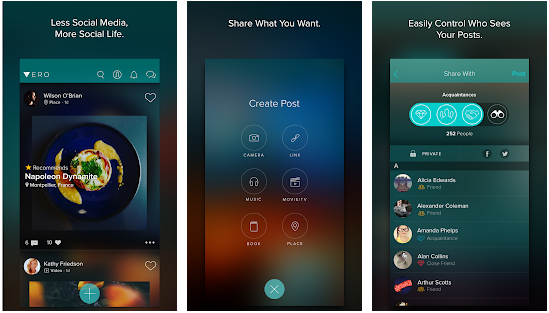 Less Social Media,
More Social Life.
VERO
Wilson O'Brian
Place · 1d
Recommends
Napoleon Dynamite
Montpellier, France
6
10
Kathy Friedson
Video · 1d
Share What You Want.
Create Post
CAMERA
LINK
MUSIC
MOVIE/TV
BOOK
PLACE
Easily Control Who Sees
Your Posts.
Share With
Post
Acquaintances
252 People
PRIVATE
A
Alicia Edwards
Friend
Alexander Coleman
Friend
Amanda Phelps
Acquaintance
Alan Collins
Close Friend
Arthur Scotts
Friend